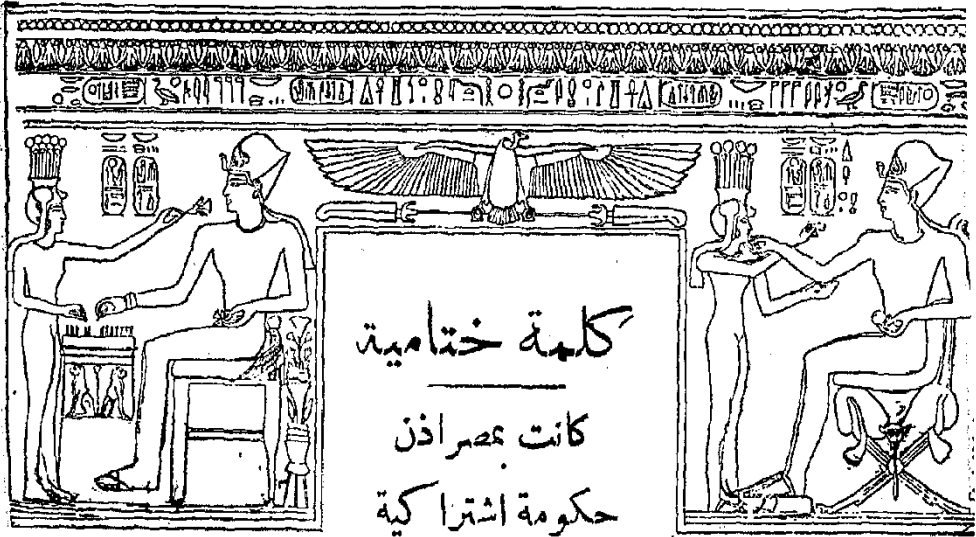 كلمة ختامية
كانت بمصر اذن
حكومة اشتراكية